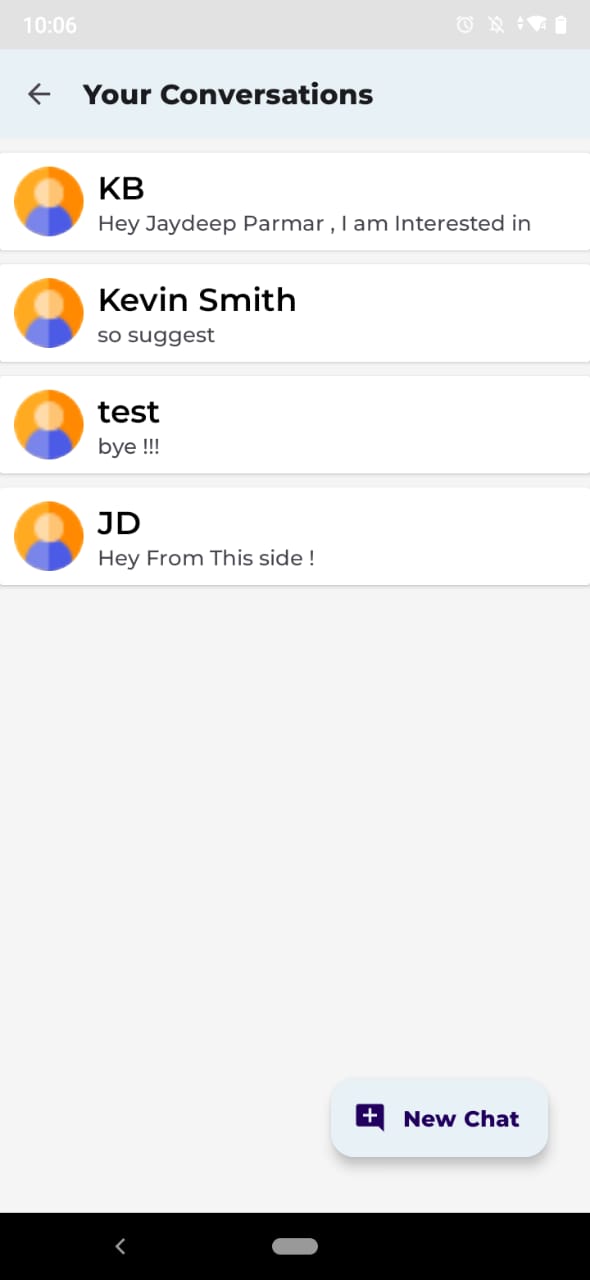 10:06
Your Conversations
KB
Hey Jaydeep Parmar , I am Interested in
Kevin Smith
so suggest
test
bye !!!
JD
Hey From This side !
New Chat